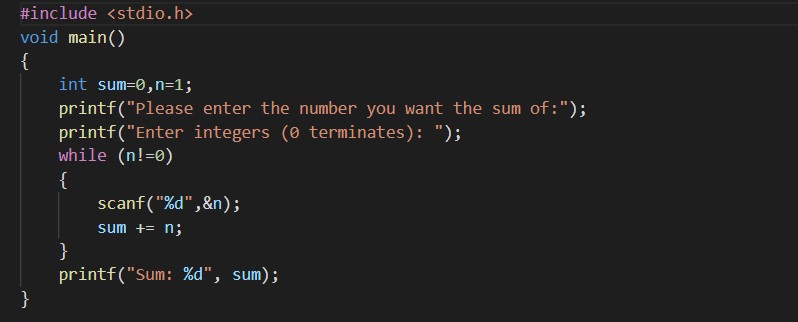 #include <stdio.h>
void main()
{
    int sum=0,n=1;
    printf("Please enter the number you want the sum of:");
    printf("Enter integers (0 terminates): ");
    while (n!=0)
    {
        scanf("%d",&n);
        sum += n;
    }
    printf("Sum: %d", sum);
}